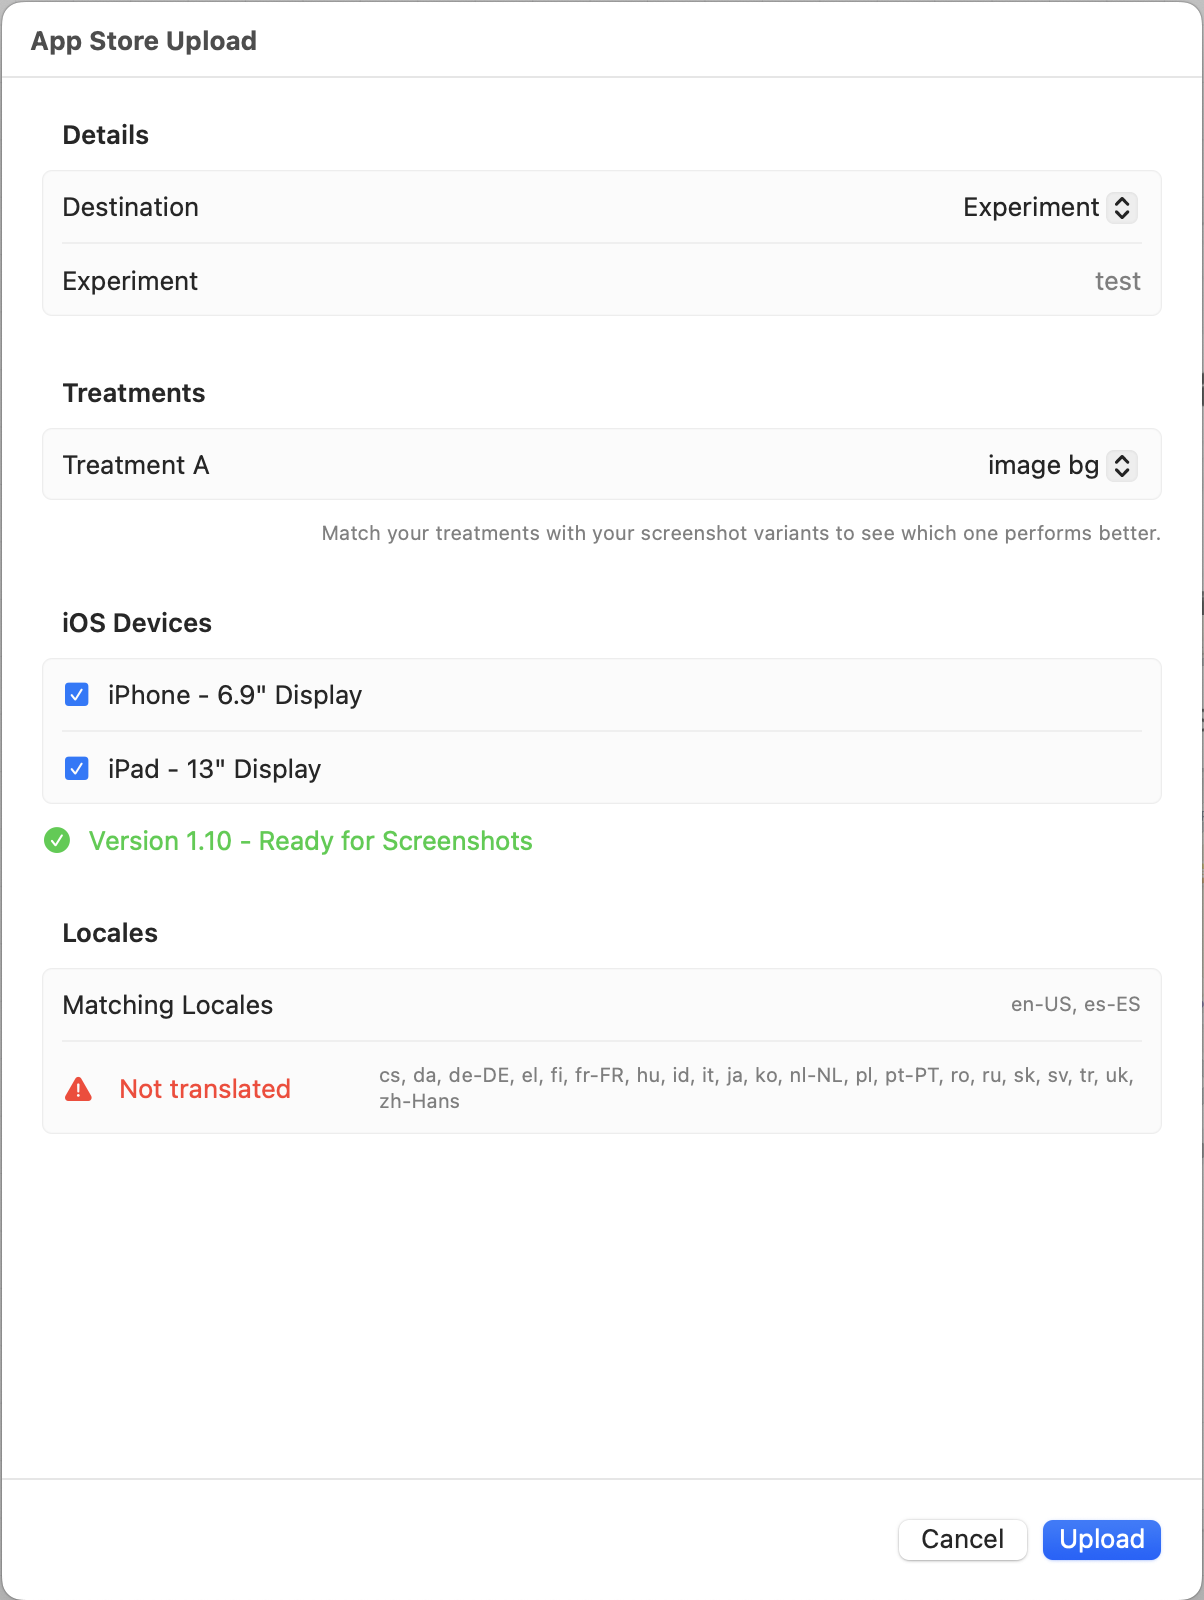 App Store Upload
Details
Destination
Experiment
Experiment
test
Treatments
Treatment A
image bg
Match your treatments with your screenshot variants to see which one performs better.
iOS Devices
iPhone - 6.9" Display
iPad - 13" Display
Version 1.10 - Ready for Screenshots
Locales
Matching Locales
en-US, es-ES
Not translated
cs, da, de-DE, el, fi, fr-FR, hu, id, it, ja, ko, nl-NL, pl, pt-PT, ro, ru, sk, sv, tr, uk,
zh-Hans
Cancel
Upload